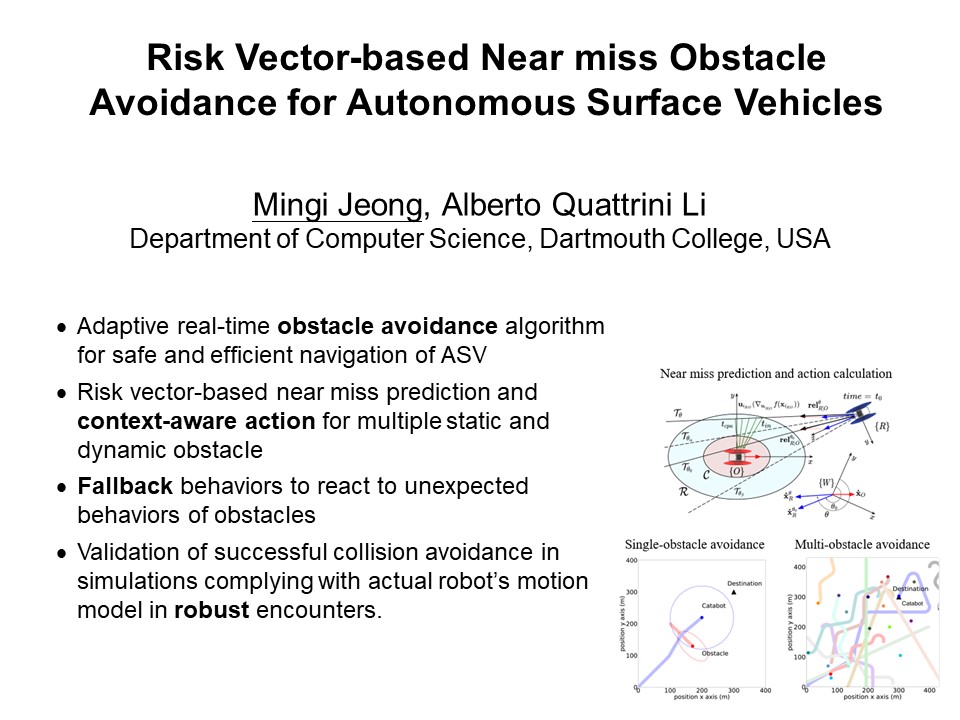 Risk Vector-based Near miss Obstacle
Avoidance for Autonomous Surface Vehicles
Mingi Jeong, Alberto Quattrini Li
Department of Computer Science, Dartmouth College, USA
• Adaptive real-time obstacle avoidance algorithm
for safe and efficient navigation of ASV
• Risk vector-based near miss prediction and
context-aware action for multiple static and
dynamic obstacle
• Fallback behaviors to react to unexpected
behaviors of obstacles
• Validation of successful collision avoidance in
simulations complying with actual robot's motion
model in robust encounters.
Near miss prediction and action calculation
time = t₀
{R}
{O}
{W}
C
R
x
y
θ
Single-obstacle avoidance
400
300
200
100
0
position y axis (m)
Destination
Catabot
Obstacle
0 100 200 300 400
position x axis (m)
Multi-obstacle avoidance
400
300
200
100
0
position y axis (m)
Destination
Catabot
0 100 200 300 400
position x axis (m)